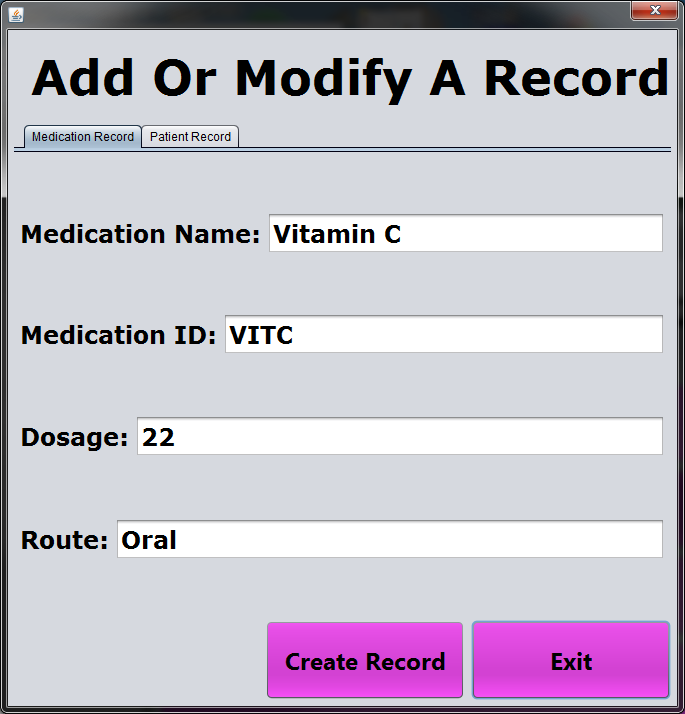 Add Or Modify A Record
Medication Record Patient Record
Medication Name: Vitamin C
Medication ID: VITC
Dosage: 22
Route: Oral
Create Record Exit